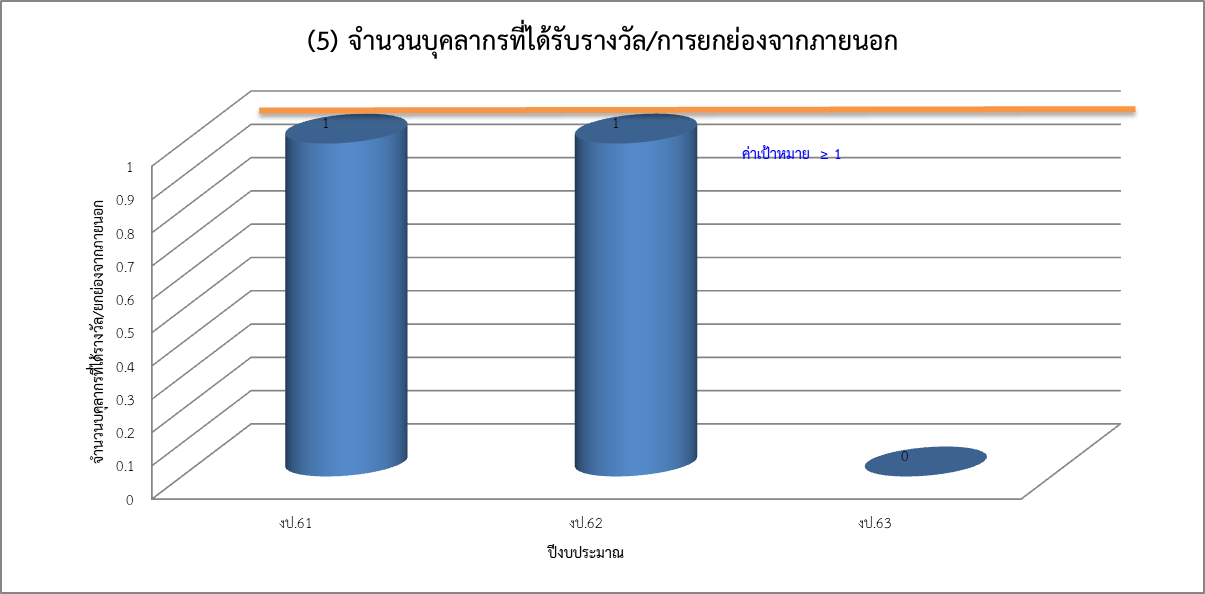 (5) จำนวนบุคลากรที่ได้รับรางวัล/การยกย่องจากภายนอก
จำนวนบุคลากรที่ได้รางวัล/ยกย่องจากภายนอก
1
0.9
0.8
0.7
0.6
0.5
0.4
0.3
0.2
0.1
0
1
1
0
ค่าเป้าหมาย ≥ 1
งป.61
งป.62
งป.63
ปีงบประมาณ